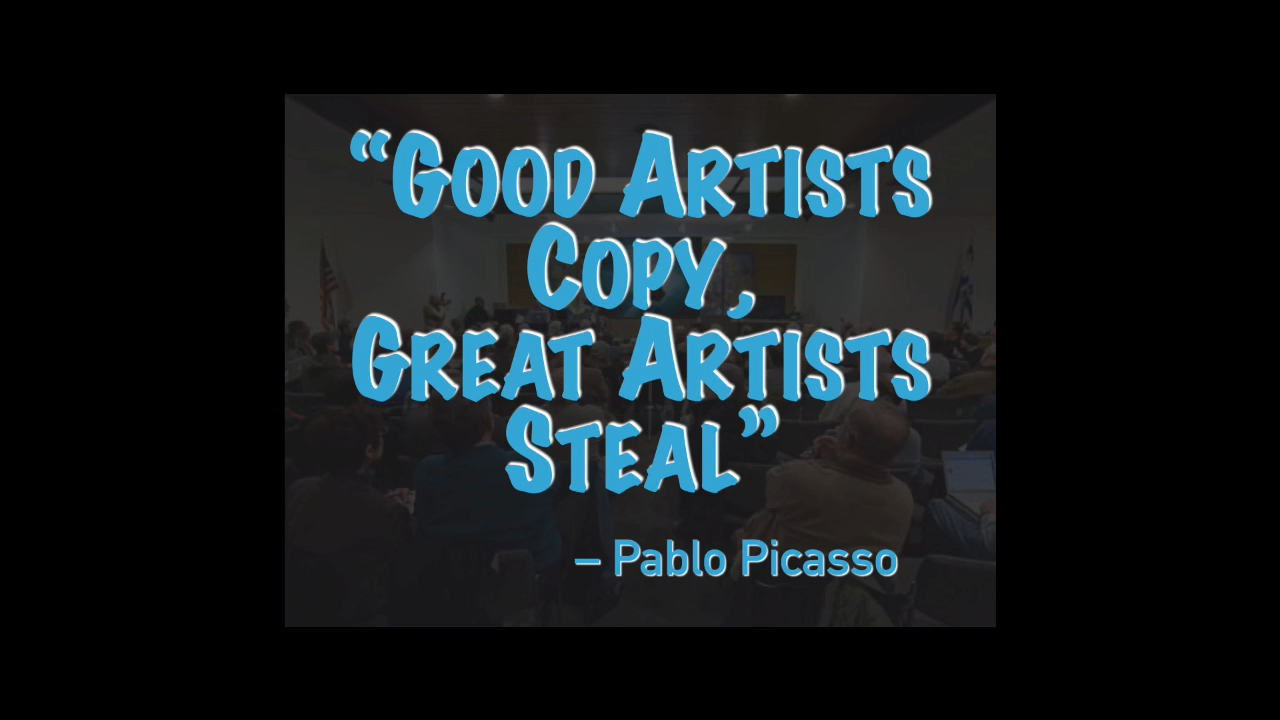 “Good Artists
Copy,
Great Artists
Steal”
– Pablo Picasso